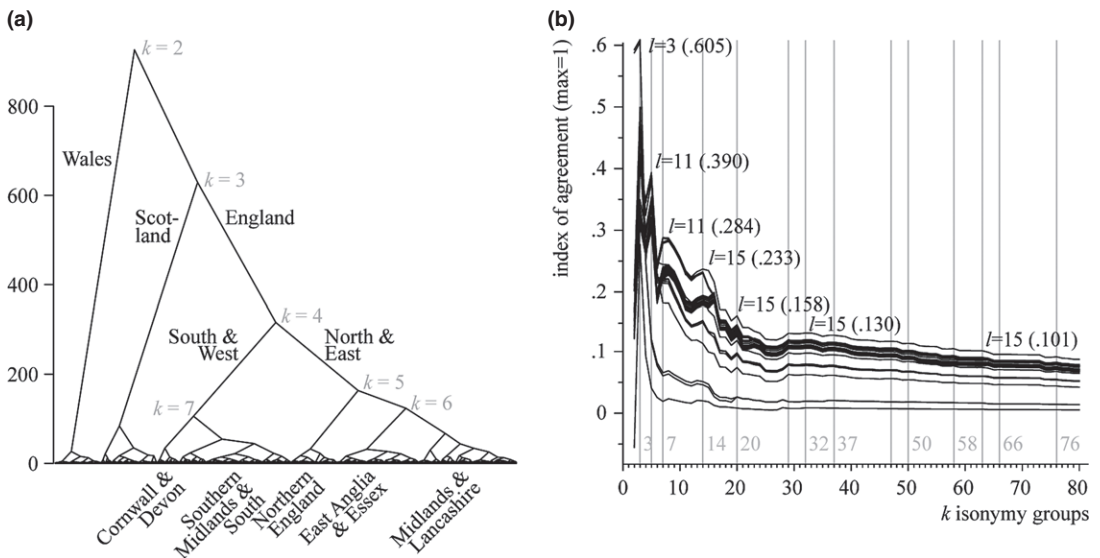 (a)
k = 2
800
Wales
600
k = 3
Scot-
land
England
400
k = 4
South &
West
North &
East
200
k = 5
k = 7
k = 6
0
Cornwall &
Devon
Southern
Midlands &
South
Northern
England
East Anglia
& Essex
Midlands &
Lancashire
(b)
index of agreement (max=1)
.6
.5
.4
.3
.2
.1
0
l=3 (.605)
l=11 (.390)
l=11 (.284)
l=15 (.233)
l=15 (.158)
l=15 (.130)
l=15 (.101)
3 7 14 20 32 37 50 58 66 76
0 10 20 30 40 50 60 70 80
k isonymy groups